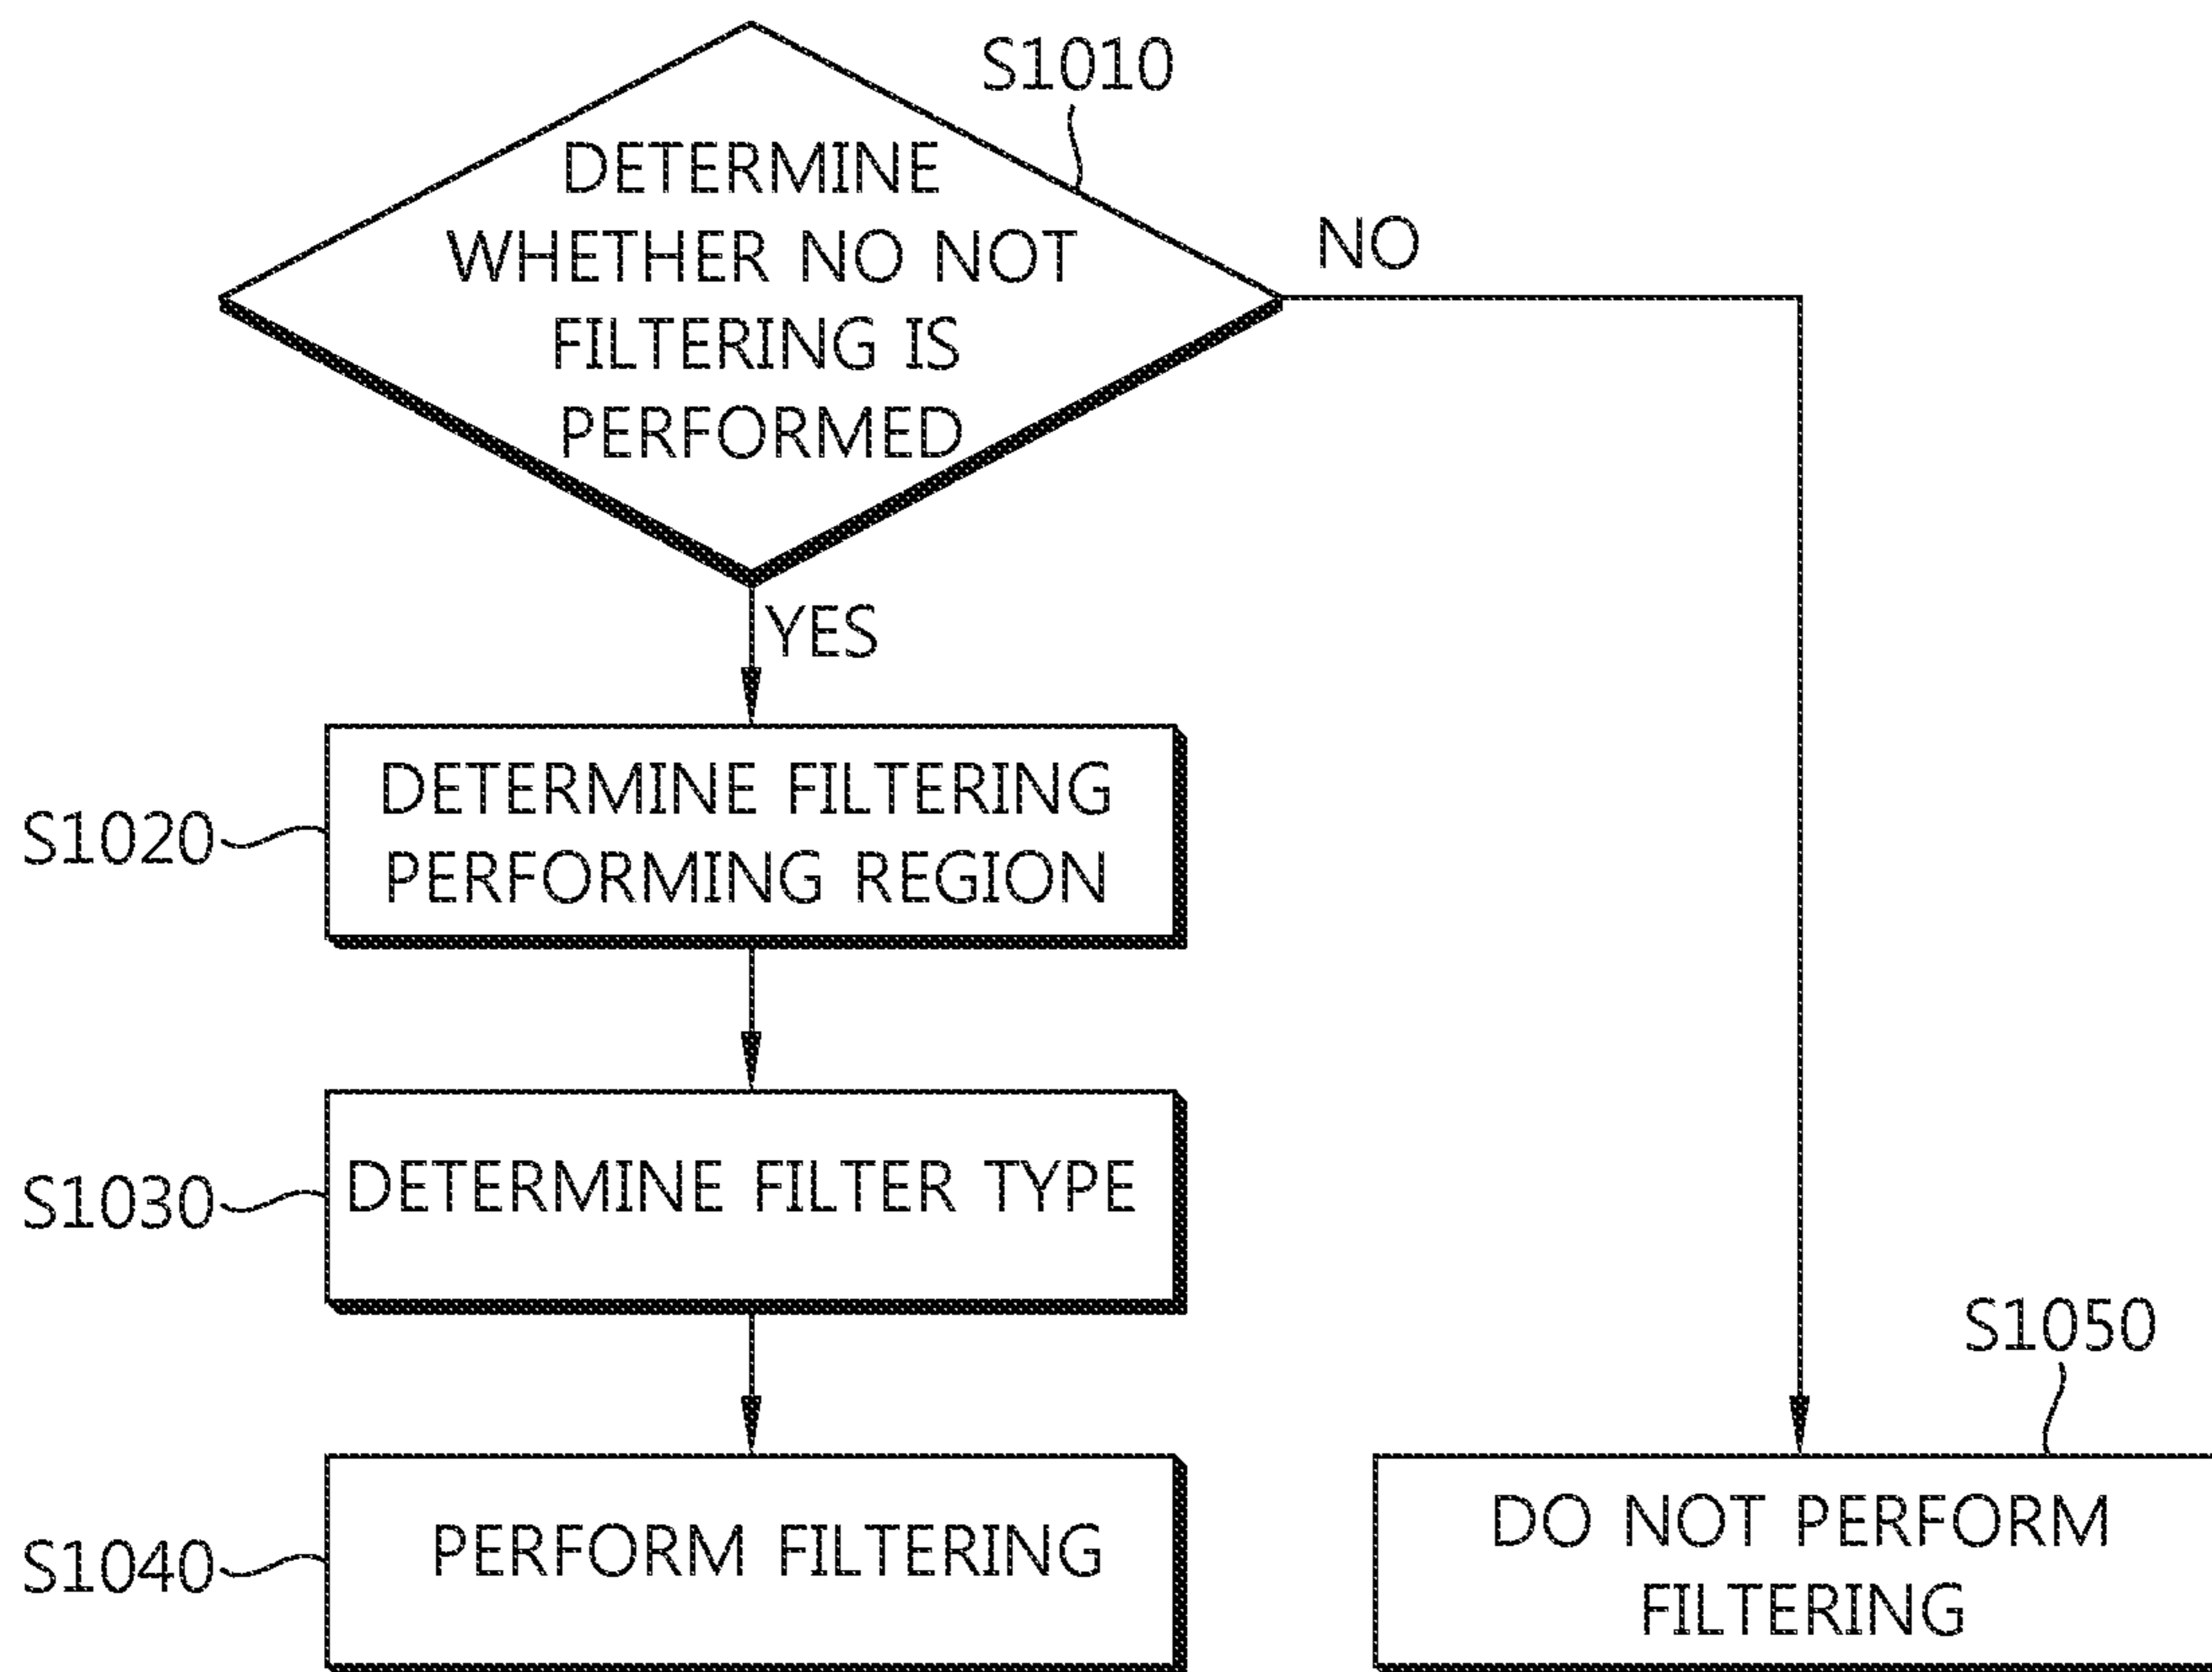 S1010
DETERMINE
WHETHER NO NOT
FILTERING IS
PERFORMED
NO
YES
S1020
DETERMINE FILTERING
PERFORMING REGION
S1030
DETERMINE FILTER TYPE
S1040
PERFORM FILTERING
S1050
DO NOT PERFORM
FILTERING